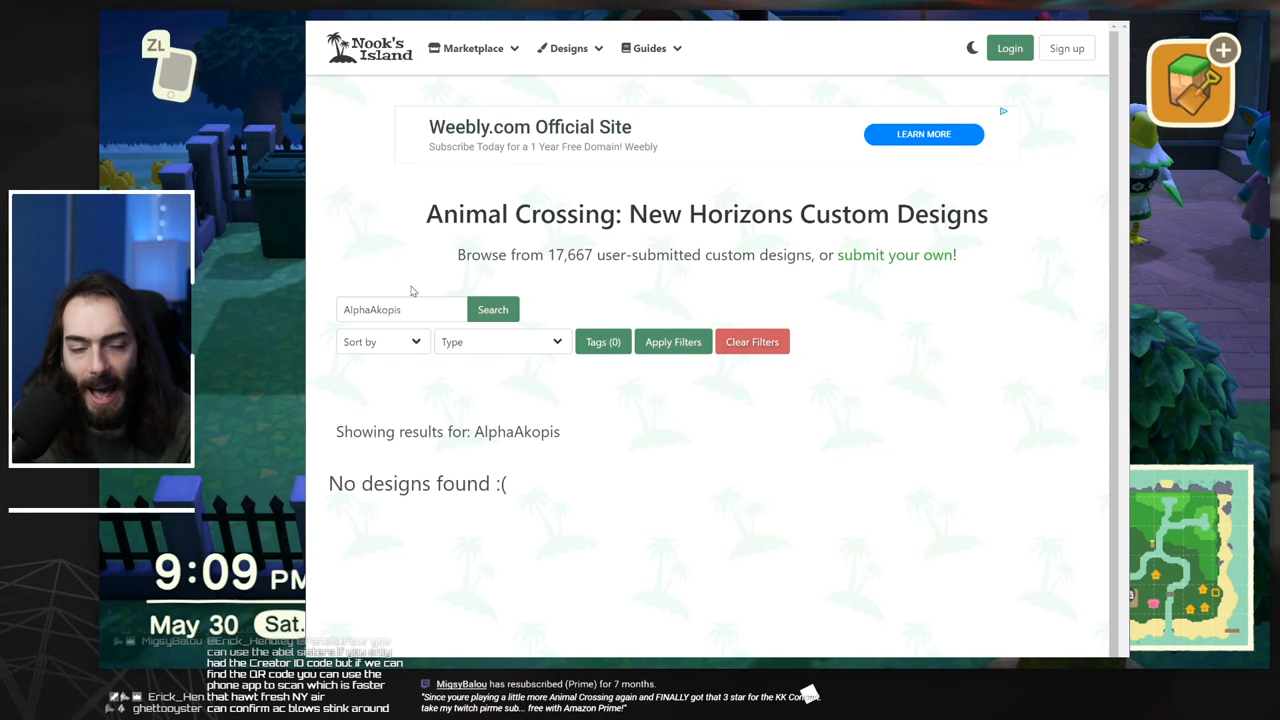 ZL
Nook's
Island
Marketplace
Designs
Guides
Login
Sign up
Weebly.com Official Site
Subscribe Today for a 1 Year Free Domain! Weebly
LEARN MORE
Animal Crossing: New Horizons Custom Designs
Browse from 17,667 user-submitted custom designs, or submit your own!
AlphaAkopis
Search
Sort by
Type
Tags (0)
Apply Filters
Clear Filters
Showing results for: AlphaAkopis
No designs found :(
9:09 PM
May 30
Sat.
MigsyBalou @Erick_Hendley you
can use the abel sisters if you only
had the Creator ID code but if we can
find the QR code you can use the
phone app to scan which is faster
Erick_Hen that hawt fresh NY air
ghettooyster can confirm ac blows stink around
MigsyBalou has resubscribed (Prime) for 7 months.
"Since youre playing a little more Animal Crossing again and FINALLY got that 3 star for the KK
take my twitch pirme sub... free with Amazon Prime!"